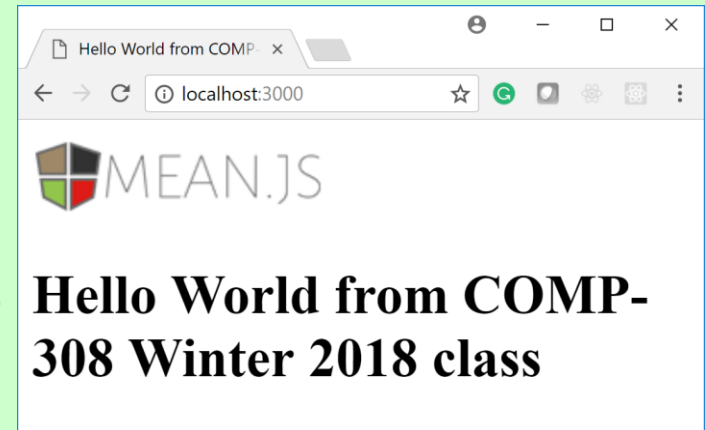 Hello World from COMP-
localhost:3000
MEAN.JS
Hello World from COMP-
308 Winter 2018 class